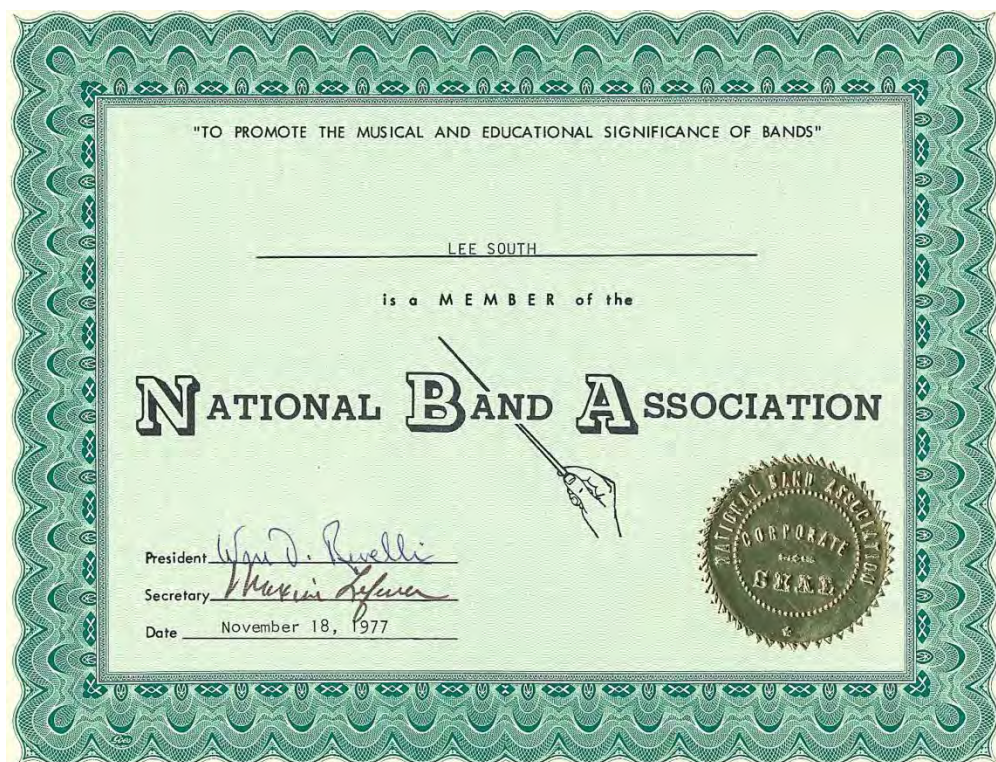 "TO PROMOTE THE MUSICAL AND EDUCATIONAL SIGNIFICANCE OF BANDS"
LEE SOUTH
is a MEMBER of the
NATIONAL BAND ASSOCIATION
President Wm D. Revelli
Secretary
Date November 18, 1977
NATIONAL BAND ASSOCIATION
CORPORATE
SEAL
Goes